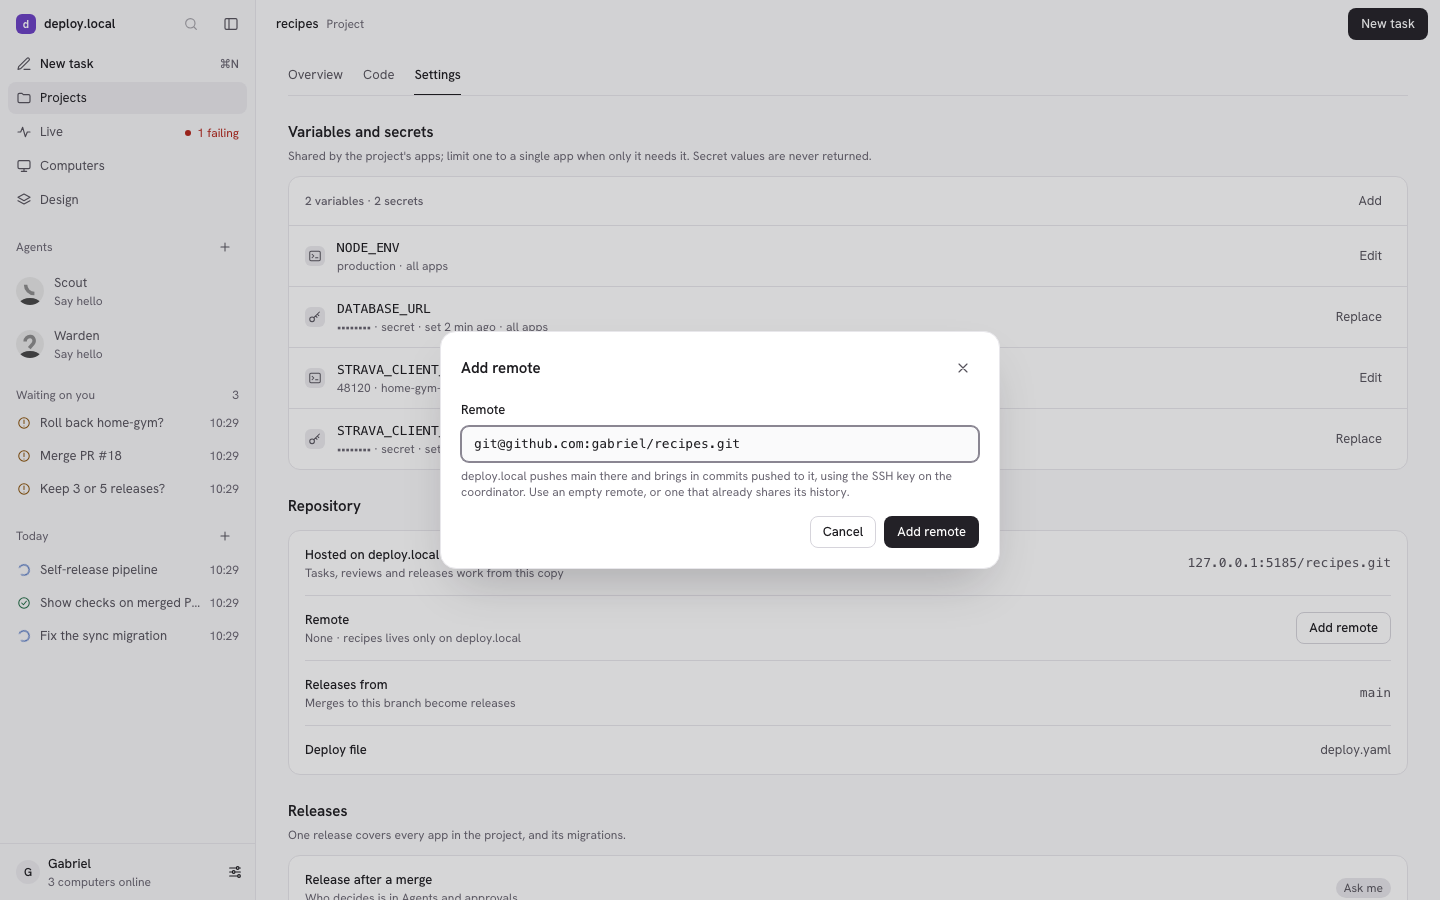 deploy.local
recipes Project
New task
New task ⌘N
Projects
Live 1 failing
Computers
Design
Agents
Scout
Say hello
Warden
Say hello
Waiting on you 3
Roll back home-gym? 10:29
Merge PR #18 10:29
Keep 3 or 5 releases? 10:29
Today
Self-release pipeline 10:29
Show checks on merged P... 10:29
Fix the sync migration 10:29
G
Gabriel
3 computers online
Overview Code Settings
Variables and secrets
Shared by the project's apps; limit one to a single app when only it needs it. Secret values are never returned.
2 variables · 2 secrets Add
NODE_ENV
production · all apps
Edit
DATABASE_URL
•••••••• · secret · set 2 min ago · all apps
Replace
STRAVA_CLIENT_
48120 · home-gym-
Edit
STRAVA_CLIENT_
•••••••• · secret · set
Replace
Add remote
Remote
git@github.com:gabriel/recipes.git
deploy.local pushes main there and brings in commits pushed to it, using the SSH key on the
coordinator. Use an empty remote, or one that already shares its history.
Cancel Add remote
Repository
Hosted on deploy.local
Tasks, reviews and releases work from this copy
127.0.0.1:5185/recipes.git
Remote
None · recipes lives only on deploy.local
Add remote
Releases from
Merges to this branch become releases
main
Deploy file deploy.yaml
Releases
One release covers every app in the project, and its migrations.
Release after a merge
Who decides is in Agents and approvals
Ask me